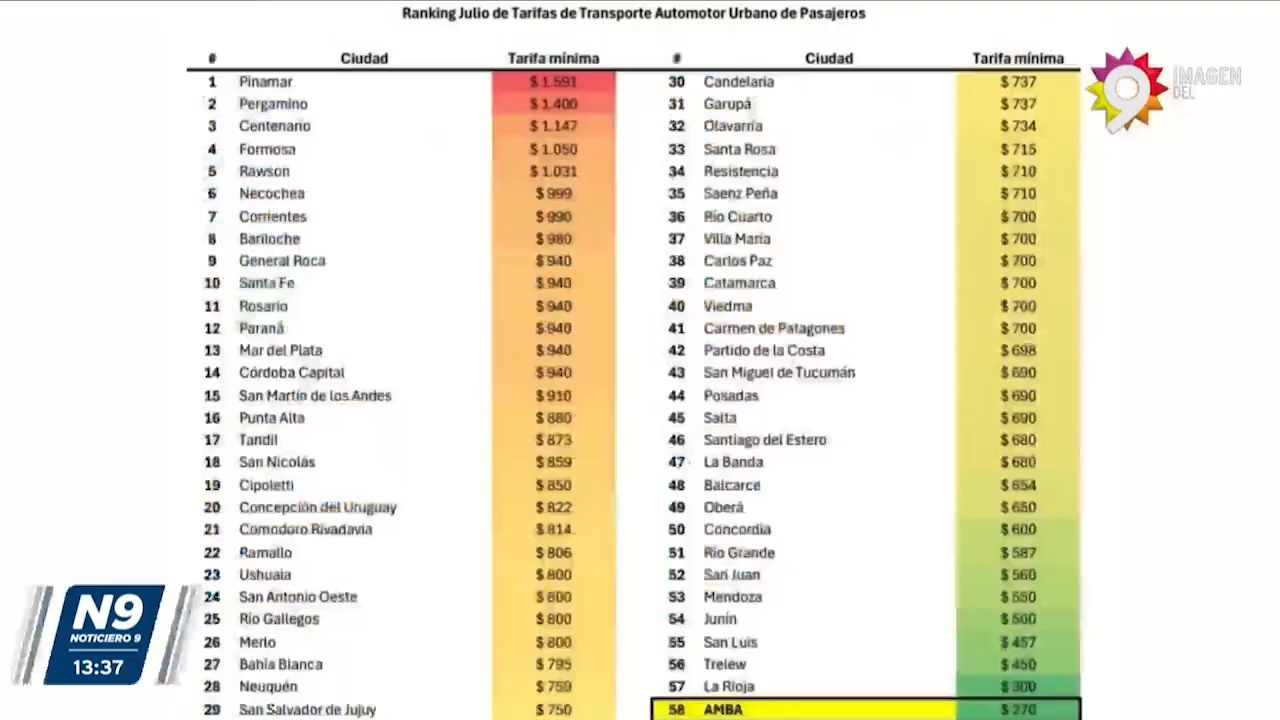 Ranking Julio de Tarifas de Transporte Automotor Urbano de Pasajeros
# Ciudad Tarifa mínima
1 Pinamar $ 1.591
2 Pergamino $ 1.400
3 Centenario $ 1.147
4 Formosa $ 1.050
5 Rawson $ 1.031
6 Necochea $ 999
7 Corrientes $ 990
8 Bariloche $ 980
9 General Roca $ 940
10 Santa Fe $ 940
11 Rosario $ 940
12 Paraná $ 940
13 Mar del Plata $ 940
14 Córdoba Capital $ 940
15 San Martín de los Andes $ 910
16 Punta Alta $ 880
17 Tandil $ 873
18 San Nicolás $ 859
19 Cipoletti $ 850
20 Concepción del Uruguay $ 822
21 Comodoro Rivadavia $ 814
22 Ramallo $ 806
23 Ushuaia $ 800
24 San Antonio Oeste $ 800
25 Río Gallegos $ 800
26 Merlo $ 800
27 Bahía Blanca $ 795
28 Neuquén $ 759
29 San Salvador de Jujuy $ 750
# Ciudad Tarifa mínima
30 Candelaria $ 737
31 Garupá $ 737
32 Olavarría $ 734
33 Santa Rosa $ 715
34 Resistencia $ 710
35 Saenz Peña $ 710
36 Río Cuarto $ 700
37 Villa María $ 700
38 Carlos Paz $ 700
39 Catamarca $ 700
40 Viedma $ 700
41 Carmen de Patagones $ 700
42 Partido de la Costa $ 698
43 San Miguel de Tucumán $ 690
44 Posadas $ 690
45 Salta $ 690
46 Santiago del Estero $ 680
47 La Banda $ 680
48 Balcarce $ 654
49 Oberá $ 650
50 Concordia $ 600
51 Río Grande $ 587
52 San Juan $ 560
53 Mendoza $ 550
54 Junín
55 San Luis $ 457
56 Trelew $ 450
57 La Rioja $ 300
58 AMBA $ 270
9 IMAGEN
DEL
N9
NOTICIERO 9
13:37